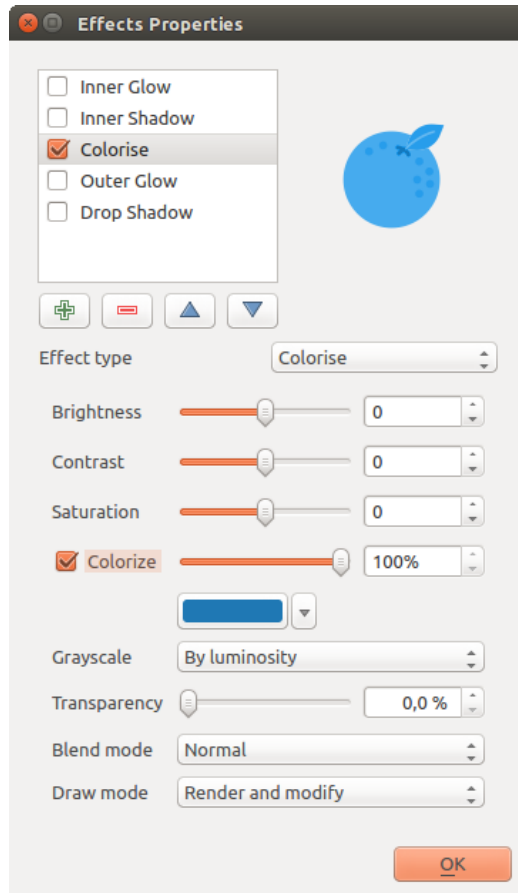 Effects Properties
Inner Glow
Inner Shadow
Colorise
Outer Glow
Drop Shadow
Effect type Colorise
Brightness 0
Contrast 0
Saturation 0
Colorize 100%
Grayscale By luminosity
Transparency 0,0 %
Blend mode Normal
Draw mode Render and modify
OK